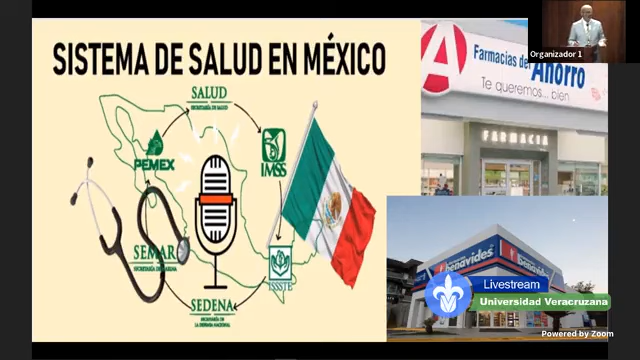 SISTEMA DE SALUD EN MÉXICO
SALUD
SECRETARÍA DE SALUD
PEMEX
IMSS
SEMAR
SECRETARÍA DE MARINA
ISSSTE
SEDENA
SECRETARÍA DE
LA DEFENSA NACIONAL
A
Farmacias del
Ahorro
Te queremos... bien
FARMACIA
benavides
benavides
Organizador 1
Livestream
Universidad Veracruzana
Powered by Zoom